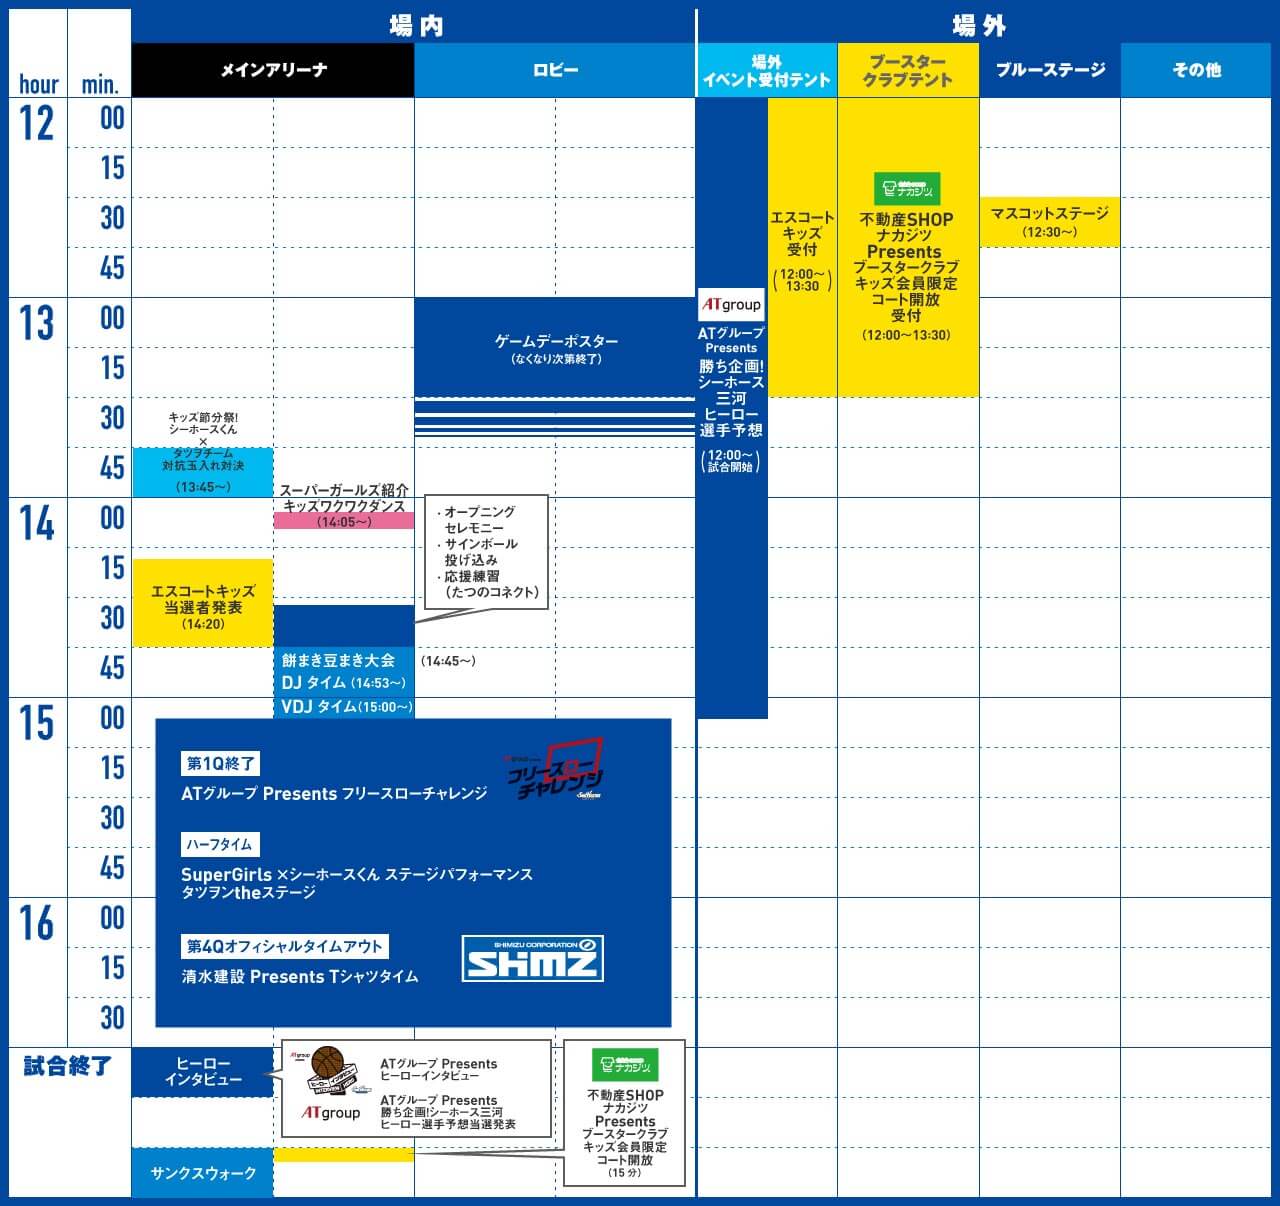 場内
場外
hour
min.
メインアリーナ
ロビー
場外
イベント受付テント
ブースター
クラブテント
ブルーステージ
その他
12
00
15
30
45
13
00
15
30
45
14
00
15
30
45
15
00
15
30
45
16
00
15
30
試合終了
キッズ節分祭!
シーホースくん
×
タツヲチーム
対抗玉入れ対決
(13:45〜)
スーパーガールズ紹介
キッズワクワクダンス
(14:05〜)
エスコートキッズ
当選者発表
(14:20)
・オープニング
セレモニー
・サインボール
投げ込み
・応援練習
(たつのコネクト)
餅まき豆まき大会
(14:45〜)
DJ タイム (14:53〜)
VDJ タイム(15:00〜)
ゲームデーポスター
(なくなり次第終了)
ATgroup
ATグループ
Presents
勝ち企画!
シーホース
三河
ヒーロー
選手予想
(12:00〜
試合開始)
エスコート
キッズ
受付
(12:00〜
13:30)
ナカジツ
不動産SHOP
ナカジツ
Presents
ブースタークラブ
キッズ会員限定
コート開放
受付
(12:00〜13:30)
マスコットステージ
(12:30〜)
第1Q終了
ATグループ Presents フリースローチャレンジ
フリースロー
チャレンジ
ハーフタイム
SuperGirls ×シーホースくん ステージパフォーマンス
タツヲンtheステージ
第4Qオフィシャルタイムアウト
清水建設 Presents Tシャツタイム
SHIMIZU CORPORATION
SHIMZ
ヒーロー
インタビュー
ATgroup
ATグループ Presents
ヒーローインタビュー
ATグループ Presents
勝ち企画!シーホース三河
ヒーロー選手予想当選発表
サンクスウォーク
ナカジツ
不動産SHOP
ナカジツ
Presents
ブースタークラブ
キッズ会員限定
コート開放
(15分)